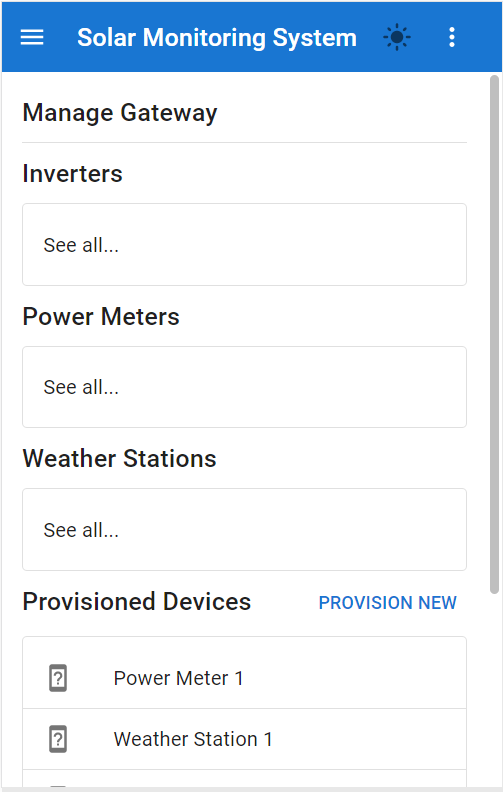 Solar Monitoring System
Manage Gateway
Inverters
See all...
Power Meters
See all...
Weather Stations
See all...
Provisioned Devices PROVISION NEW
Power Meter 1
Weather Station 1